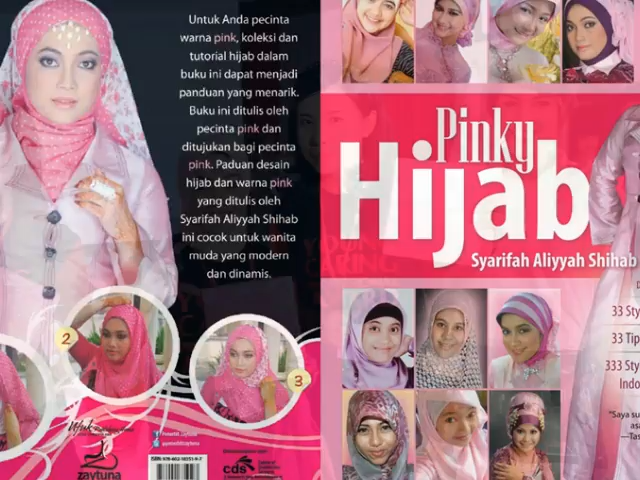 Untuk Anda pecinta
warna pink, koleksi dan
tutorial hijab dalam
buku ini dapat menjadi
panduan yang menarik.
Buku ini ditulis oleh
pecinta pink dan
ditujukan bagi pecinta
pink. Paduan desain
hijab dan warna pink
yang ditulis oleh
Syarifah Aliyyah Shihab
ini cocok untuk wanita
muda yang modern
dan dinamis.
2
3
zaytuna
cds
Pinky
Hijab
Syarifah Aliyyah Shihab
33 Sty
33 Tip
333 Sty
Indo
"Saya su
asa
—Tas